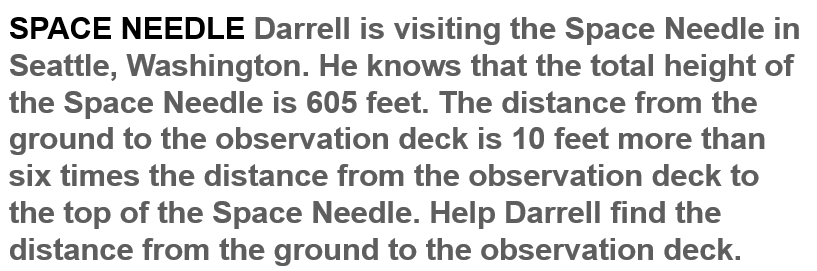 SPACE NEEDLE Darrell is visiting the Space Needle in
Seattle, Washington. He knows that the total height of
the Space Needle is 605 feet. The distance from the
ground to the observation deck is 10 feet more than
six times the distance from the observation deck to
the top of the Space Needle. Help Darrell find the
distance from the ground to the observation deck.